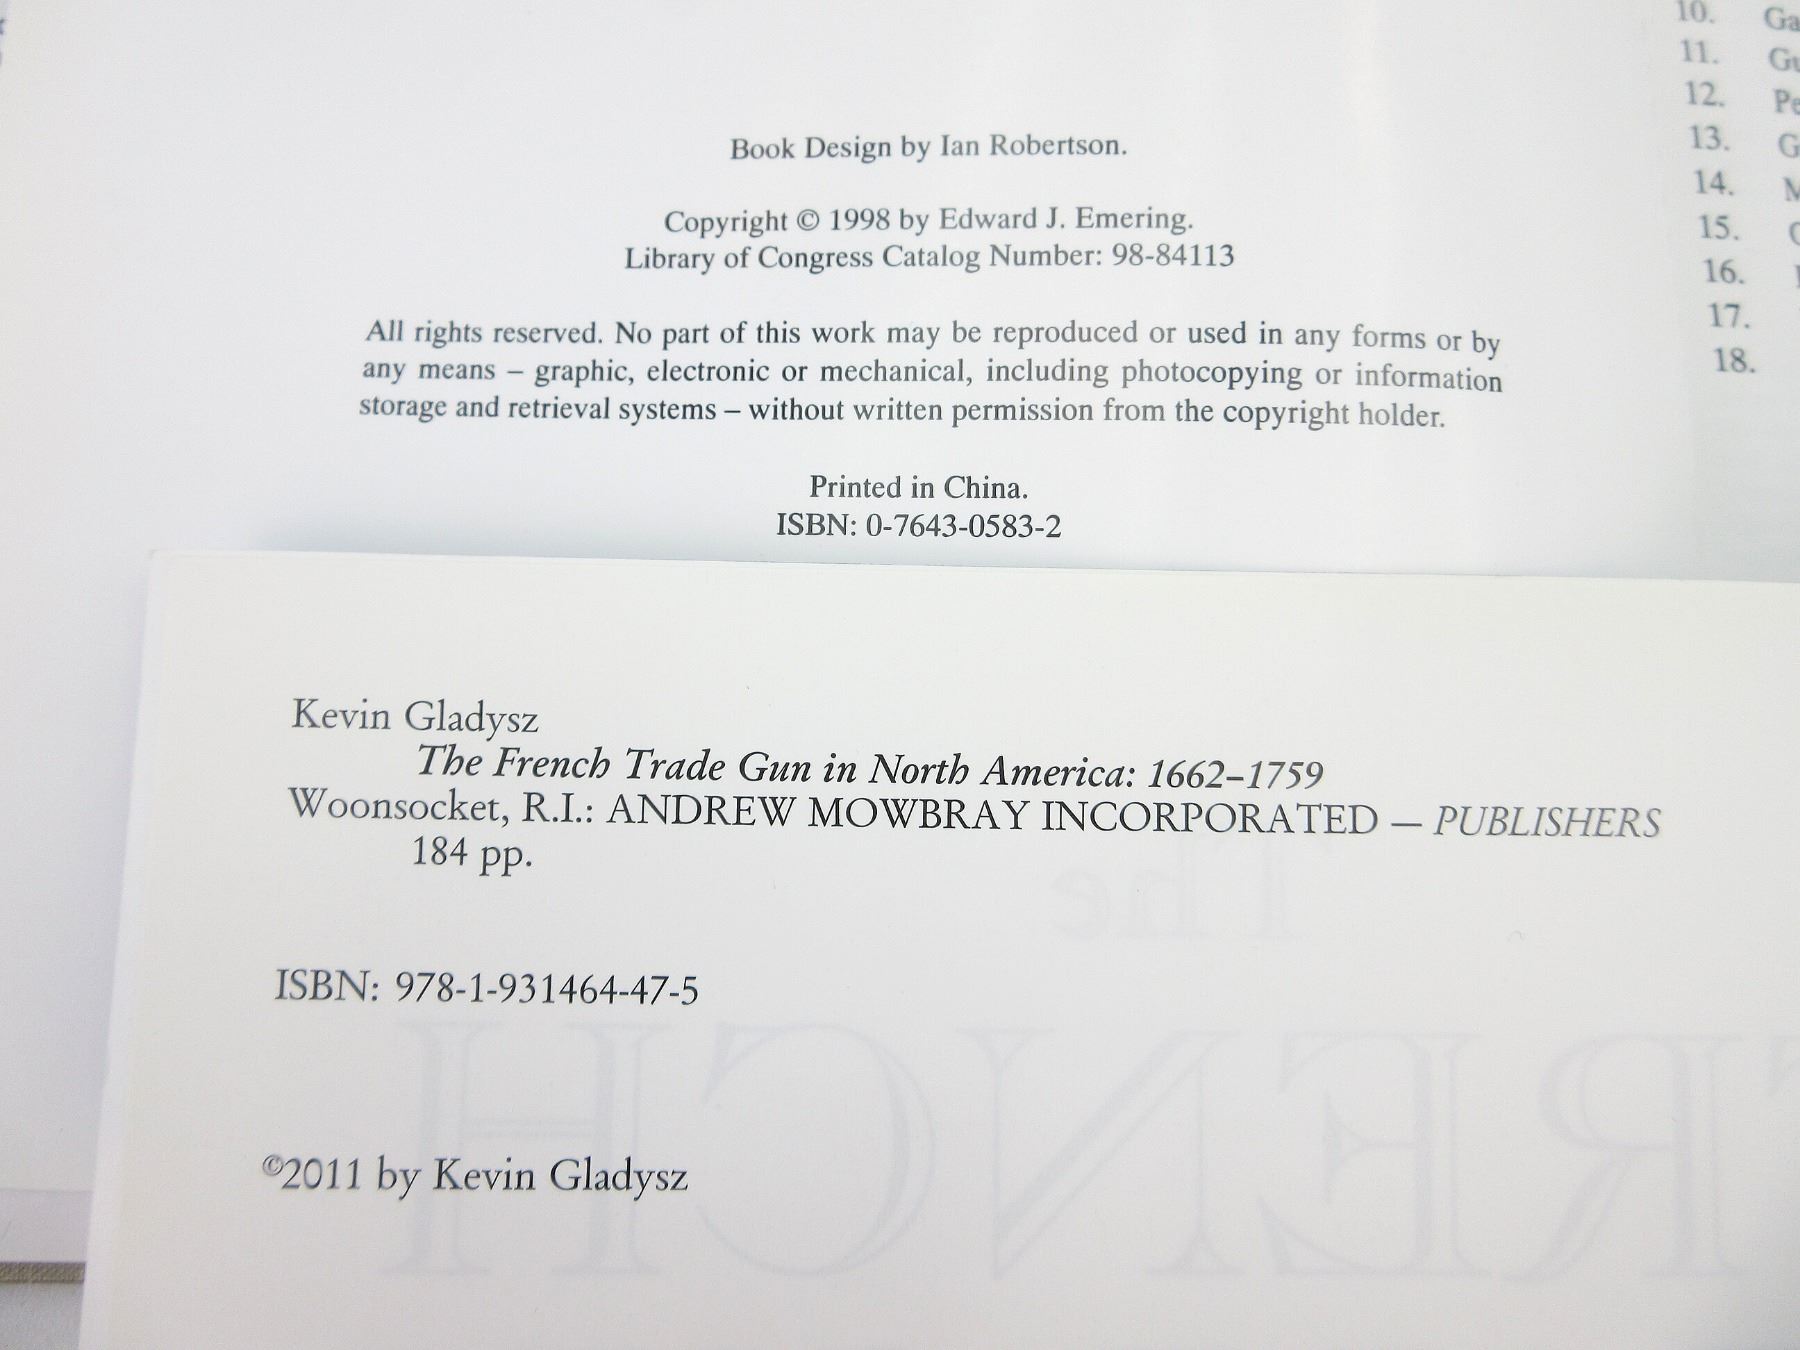 Book Design by Ian Robertson.
Copyright © 1998 by Edward J. Emering.
Library of Congress Catalog Number: 98-84113
All rights reserved. No part of this work may be reproduced or used in any forms or by
any means – graphic, electronic or mechanical, including photocopying or information
storage and retrieval systems – without written permission from the copyright holder.
Printed in China.
ISBN: 0-7643-0583-2
10.
11.
12.
13.
14.
15.
16.
17.
18.
Kevin Gladysz
The French Trade Gun in North America: 1662–1759
Woonsocket, R.I.: ANDREW MOWBRAY INCORPORATED — PUBLISHERS
184 pp.
The
ISBN: 978-1-931464-47-5
©2011 by Kevin Gladysz